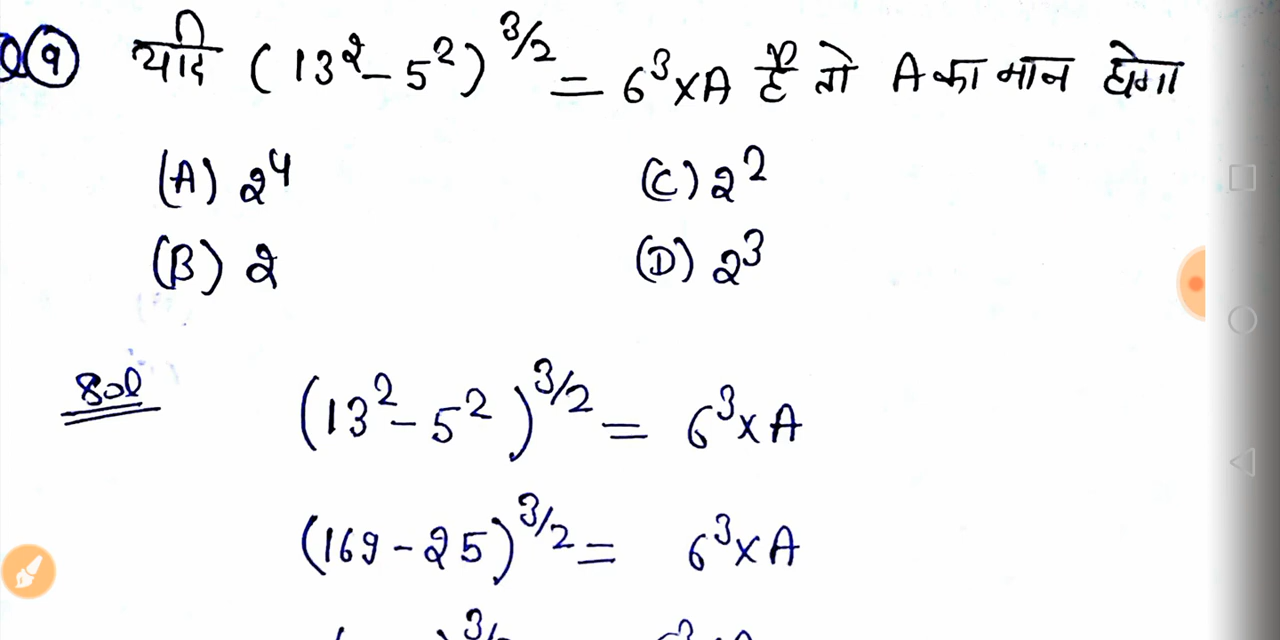 Q9 यदि (13² - 5²)^3/2 = 6³ x A है तो A का मान होगा
(A) 2⁴ (C) 2²
(B) 2 (D) 2³
Sol (13² - 5²)^3/2 = 6³ x A
(169 - 25)^3/2 = 6³ x A